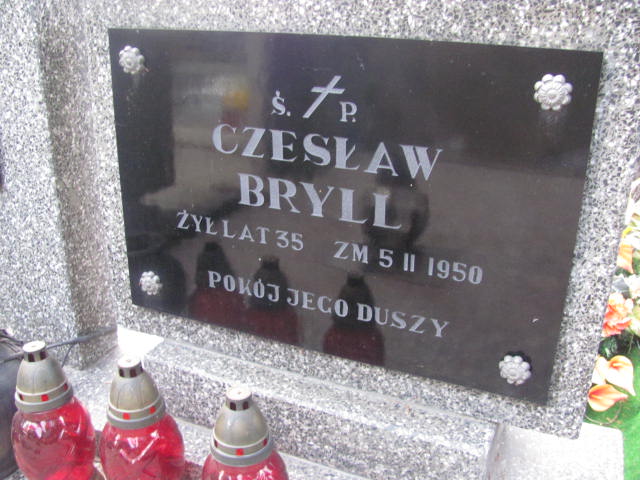 Ś. P.
CZESŁAW
BRYLL
ŻYŁ LAT 35 ZM 5 II 1950
POKÓJ JEGO DUSZY